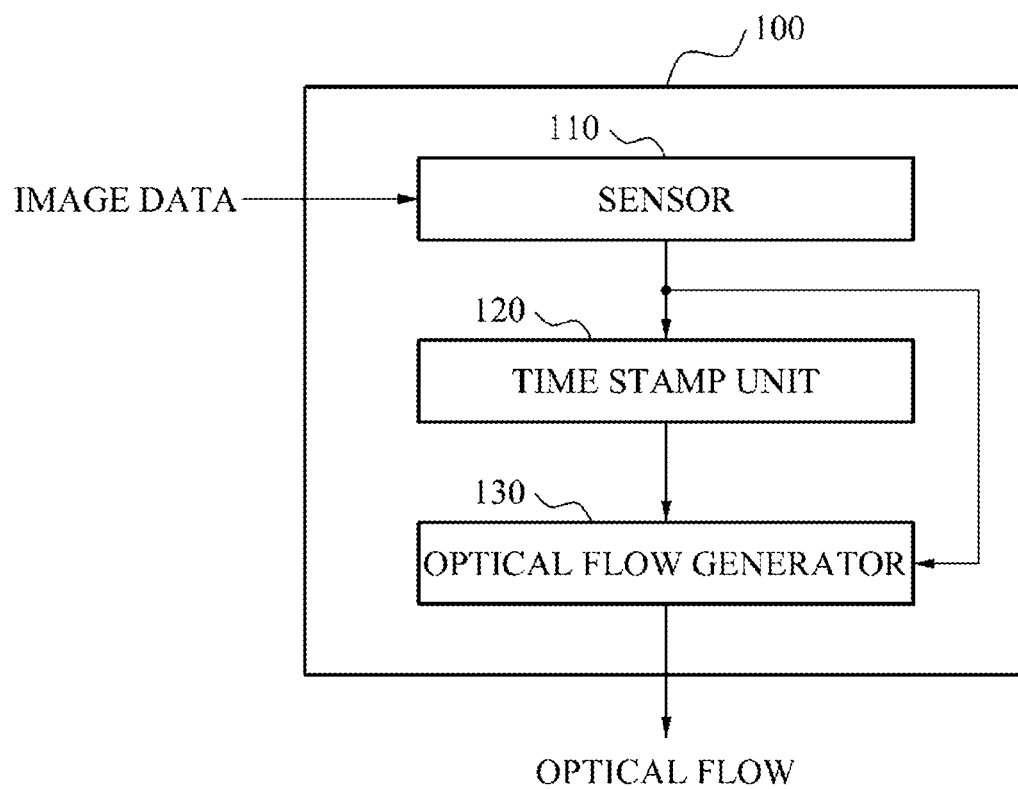 100
110
IMAGE DATA
SENSOR
120
TIME STAMP UNIT
130
OPTICAL FLOW GENERATOR
OPTICAL FLOW